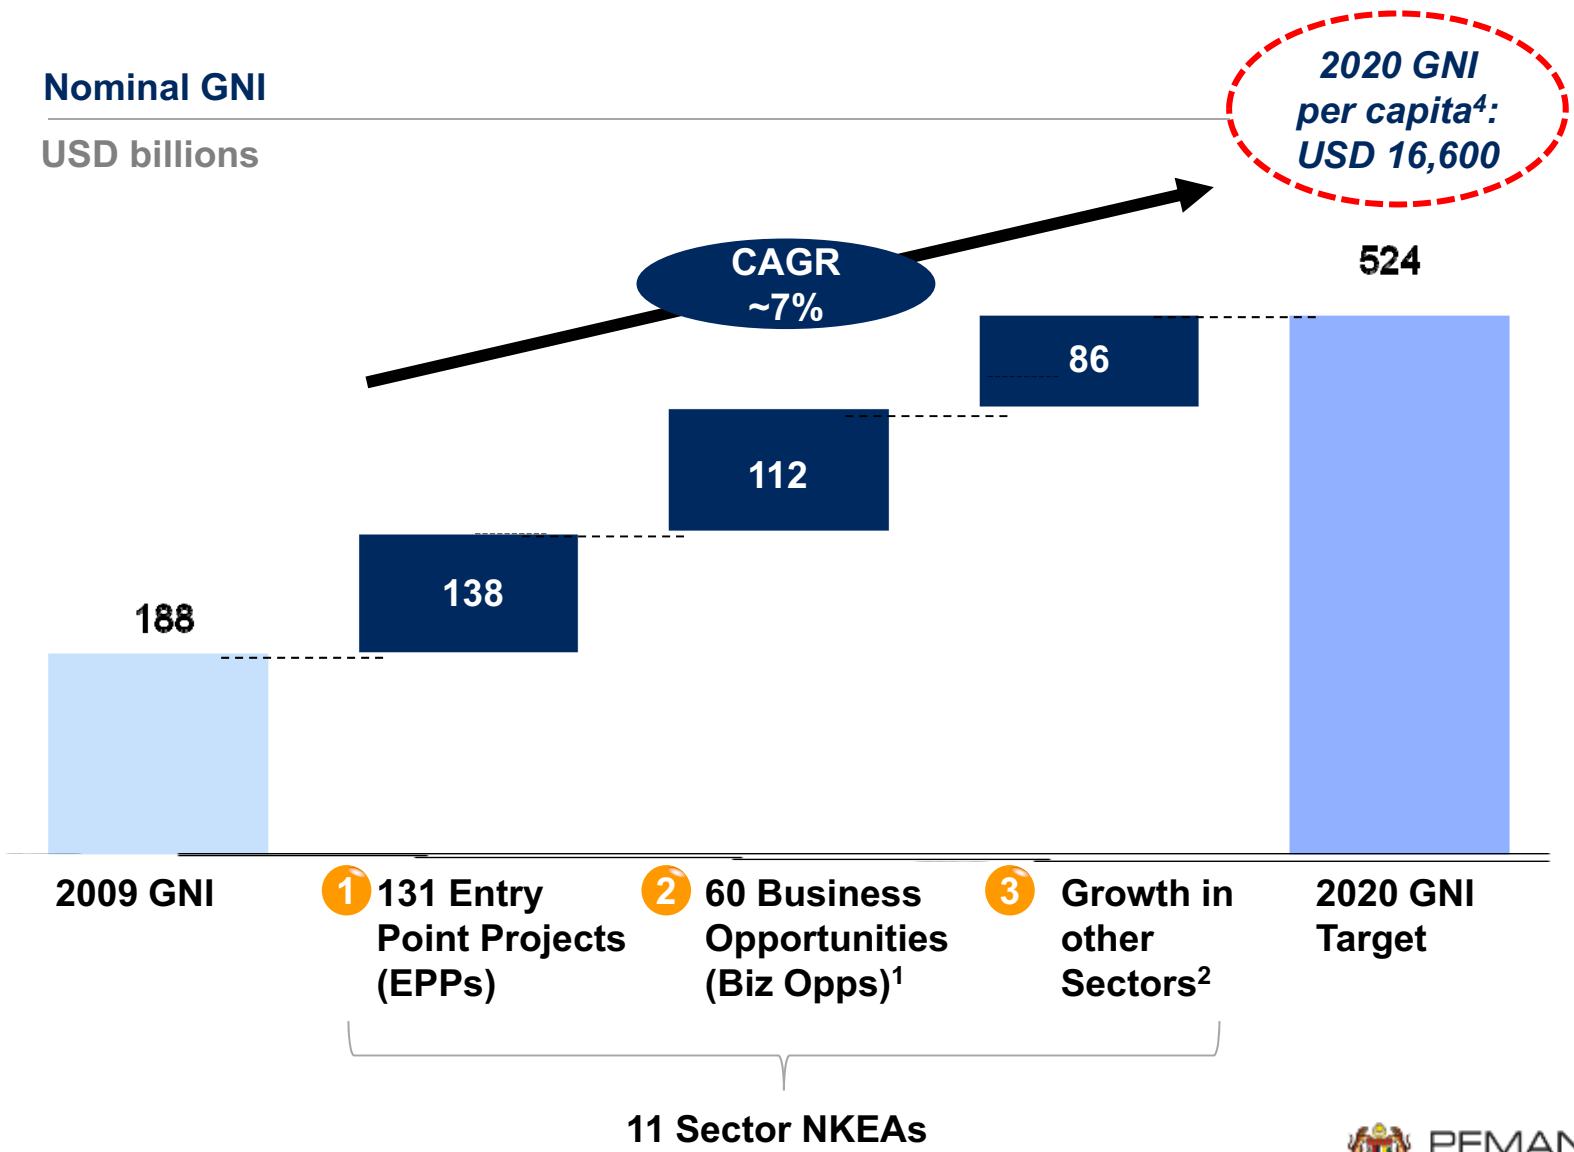 Nominal GNI
USD billions
2020 GNI
per capita⁴:
USD 16,600
CAGR
~7%
524
86
112
138
188
2009 GNI
1 131 Entry
Point Projects
(EPPs)
2 60 Business
Opportunities
(Biz Opps)¹
3 Growth in
other
Sectors²
2020 GNI
Target
11 Sector NKEAs